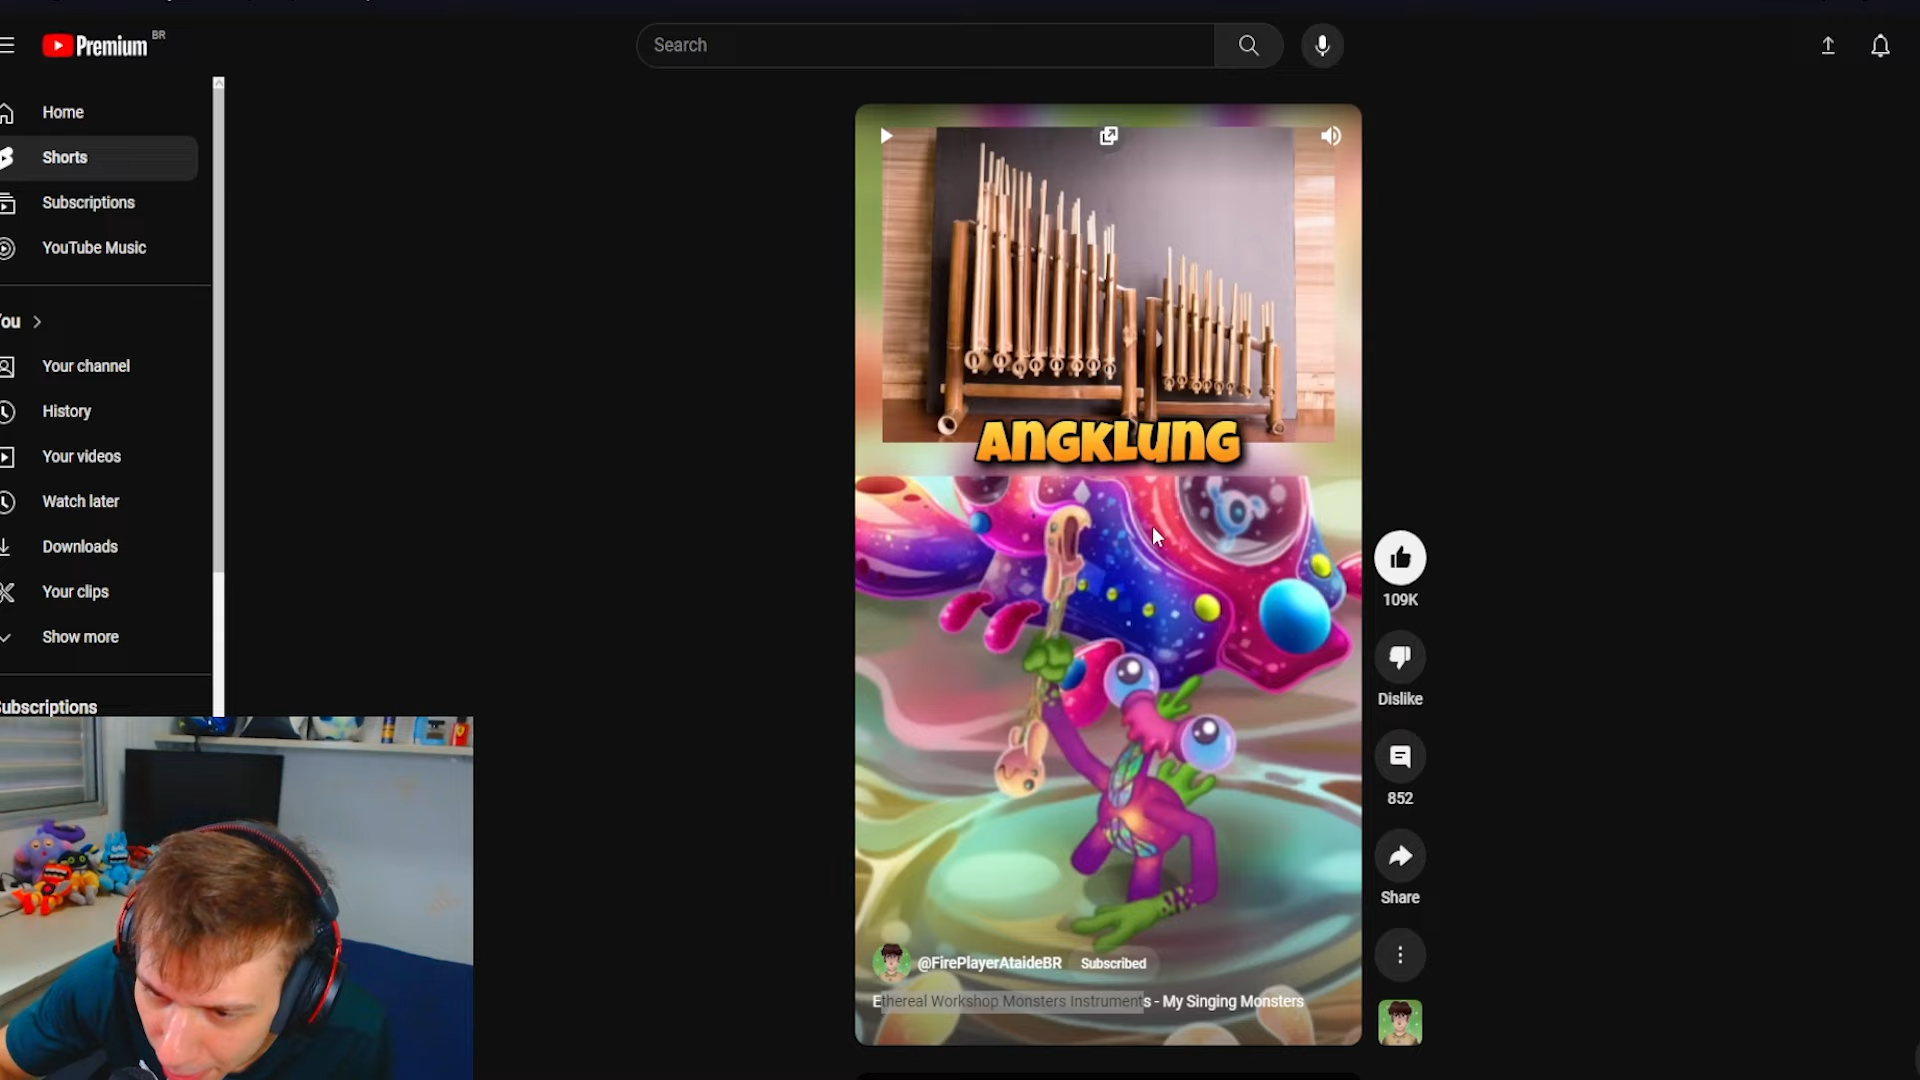 Premium BR
Search
Home
Shorts
Subscriptions
YouTube Music
You
Your channel
History
Your videos
Watch later
Downloads
Your clips
Show more
Subscriptions
ANGKLUNG
109K
Dislike
852
Share
@FirePlayerAtaideBR Subscribed
Ethereal Workshop Monsters Instruments - My Singing Monsters